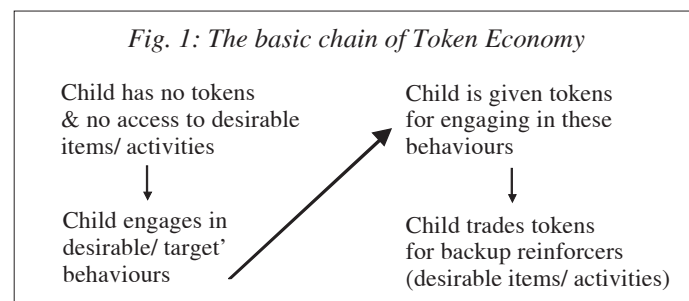 Fig. 1: The basic chain of Token Economy
Child has no tokens
& no access to desirable
items/ activities
Child engages in
desirable/ target’
behaviours
Child is given tokens
for engaging in these
behaviours
Child trades tokens
for backup reinforcers
(desirable items/ activities)